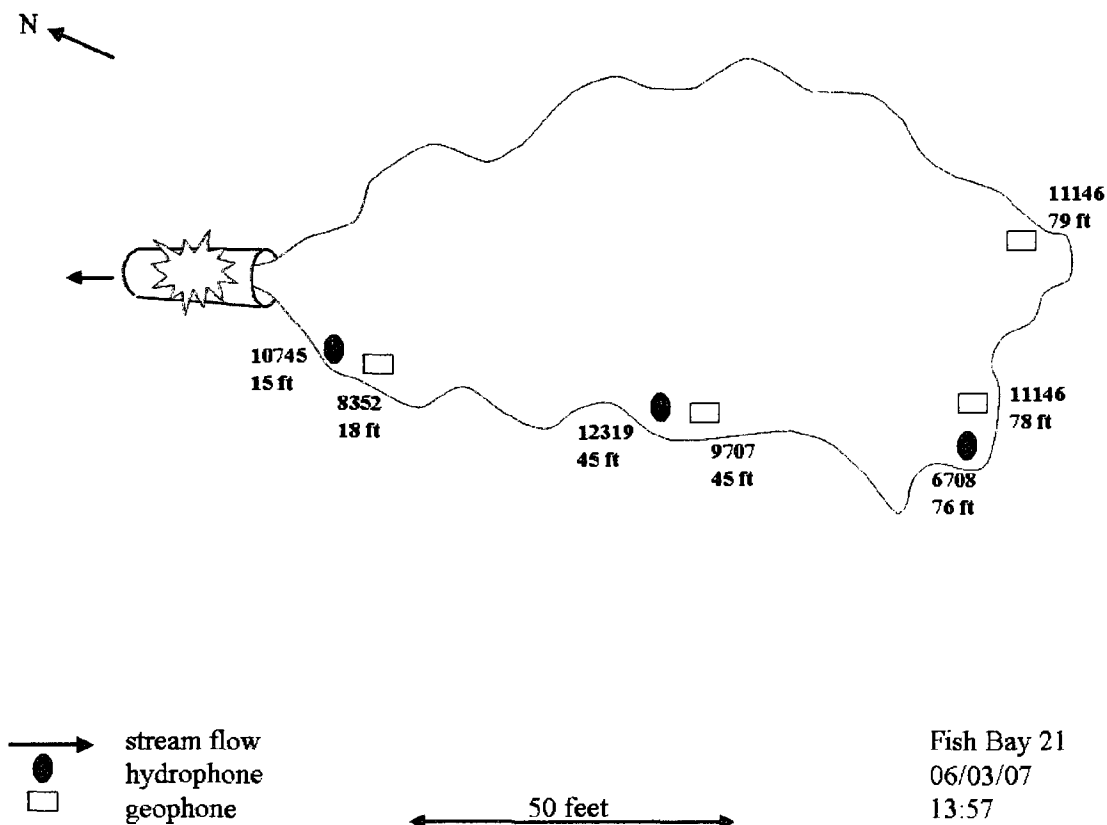 N
11146
79 ft
10745
15 ft
8352
18 ft
12319
45 ft
9707
45 ft
11146
78 ft
6708
76 ft
stream flow
hydrophone
geophone
50 feet
Fish Bay 21
06/03/07
13:57